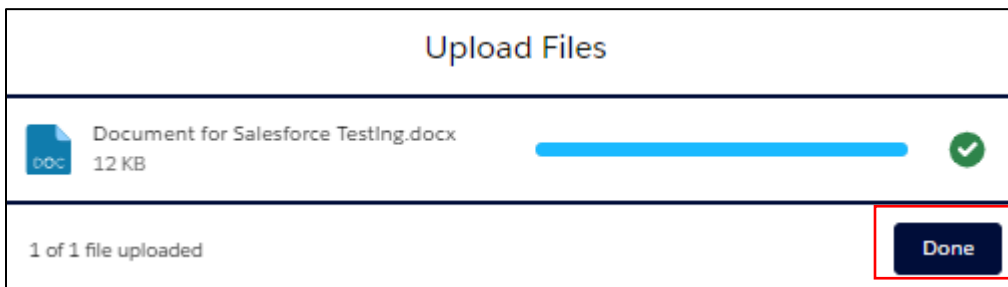 Upload Files
Document for Salesforce Testing.docx
DOC
12 KB
1 of 1 file uploaded
Done